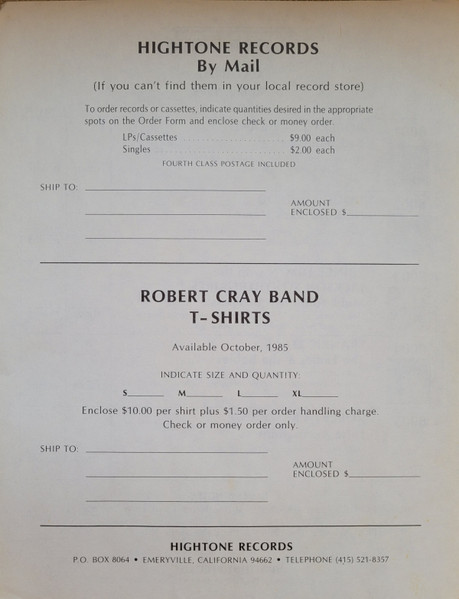 HIGHTONE RECORDS
By Mail
(If you can't find them in your local record store)
To order records or cassettes, indicate quantities desired in the appropriate
spots on the Order Form and enclose check or money order.
LPs/Cassettes . . . . . . . . . . . . . . . . . . $9.00 each
Singles . . . . . . . . . . . . . . . . . . $2.00 each
FOURTH CLASS POSTAGE INCLUDED
SHIP TO:
AMOUNT
ENCLOSED $
ROBERT CRAY BAND
T-SHIRTS
Available October, 1985
INDICATE SIZE AND QUANTITY:
S____ M____ L____ XL____
Enclose $10.00 per shirt plus $1.50 per order handling charge.
Check or money order only.
SHIP TO:
AMOUNT
ENCLOSED $
HIGHTONE RECORDS
P.O. BOX 8064 • EMERYVILLE, CALIFORNIA 94662 • TELEPHONE (415) 521-8357